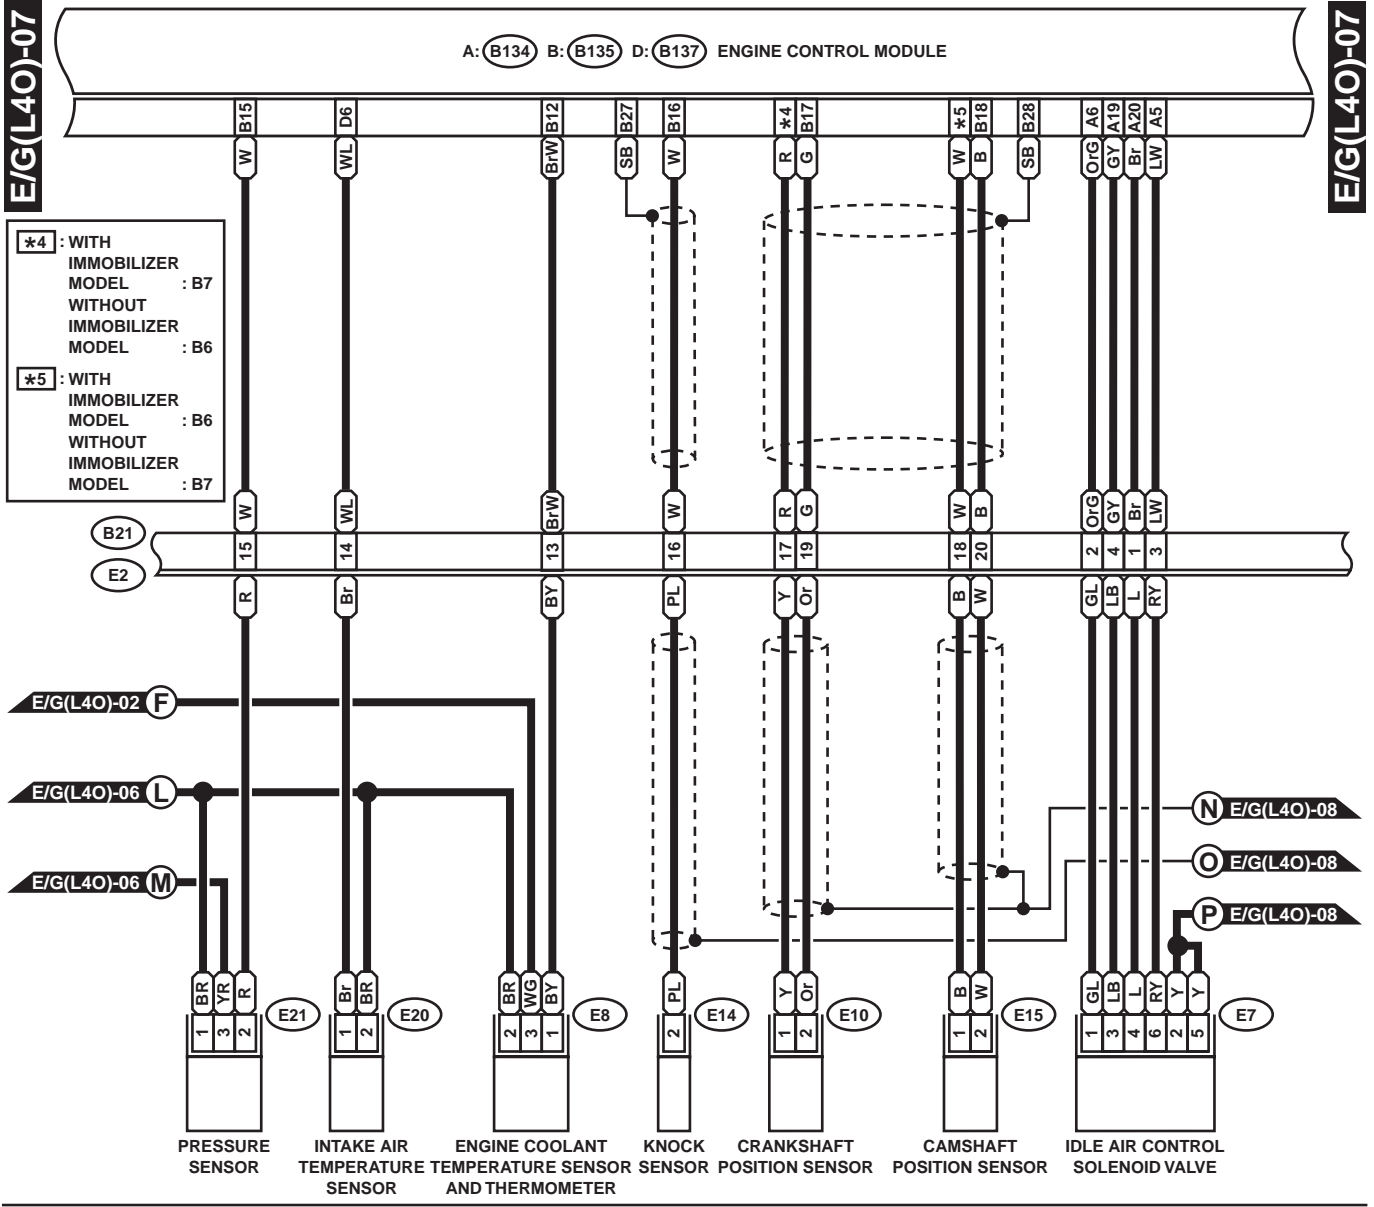 E/G(L4O)-07
E/G(L4O)-07
A: B134 B: B135 D: B137 ENGINE CONTROL MODULE
B15 D6 B12 B27 B16 *4 B17 *5 B18 B28 A6 A19 A20 A5
W WL BrW SB W R G W B SB OrG GY Br LW
*4 : WITH
IMMOBILIZER
MODEL : B7
WITHOUT
IMMOBILIZER
MODEL : B6
*5 : WITH
IMMOBILIZER
MODEL : B6
WITHOUT
IMMOBILIZER
MODEL : B7
W WL BrW W R G W B OrG GY Br LW
B21
15 14 13 16 17 19 18 20 2 4 1 3
E2
R Br BY PL Y Or B W GL LB L RY
E/G(L4O)-02 F
E/G(L4O)-06 L
N E/G(L4O)-08
O E/G(L4O)-08
E/G(L4O)-06 M
P E/G(L4O)-08
BR YR R Br BR BR WG BY PL Y Or B W GL LB L RY Y Y
1 3 2 E21 1 2 E20 2 3 1 E8 2 E14 1 2 E10 1 2 E15 1 3 4 6 2 5 E7
PRESSURE
SENSOR
INTAKE AIR
TEMPERATURE
SENSOR
ENGINE COOLANT
TEMPERATURE SENSOR
AND THERMOMETER
KNOCK
SENSOR
CRANKSHAFT
POSITION SENSOR
CAMSHAFT
POSITION SENSOR
IDLE AIR CONTROL
SOLENOID VALVE